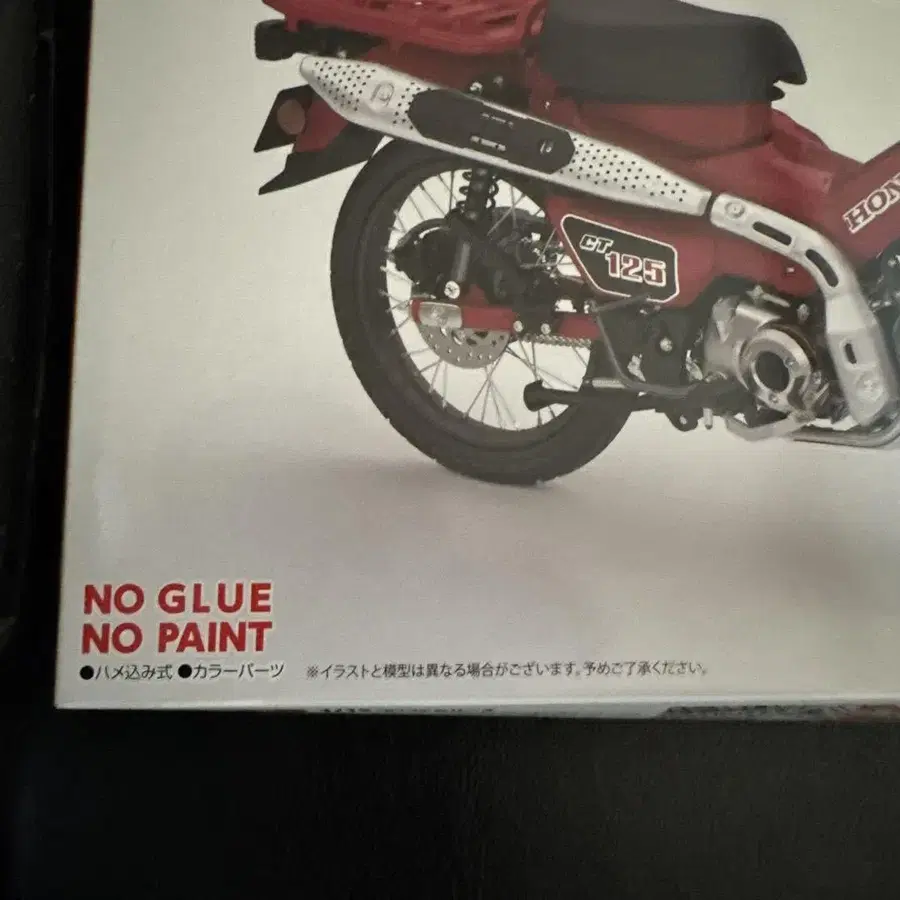 HON
CT
125
NO GLUE
NO PAINT
●ハメ込み式 ●カラーパーツ ※イラストと模型は異なる場合がございます。予めご了承ください。